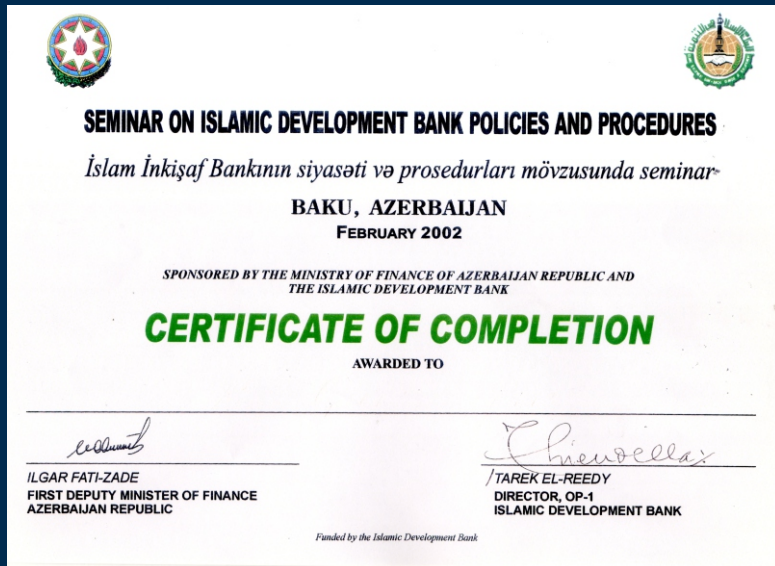 SEMINAR ON ISLAMIC DEVELOPMENT BANK POLICIES AND PROCEDURES
İslam İnkişaf Bankının siyasəti və prosedurları mövzusunda seminar
BAKU, AZERBAIJAN
FEBRUARY 2002
SPONSORED BY THE MINISTRY OF FINANCE OF AZERBAIJAN REPUBLIC AND
THE ISLAMIC DEVELOPMENT BANK
CERTIFICATE OF COMPLETION
AWARDED TO
ILGAR FATI-ZADE
FIRST DEPUTY MINISTER OF FINANCE
AZERBAIJAN REPUBLIC
/TAREK EL-REEDY
DIRECTOR, OP-1
ISLAMIC DEVELOPMENT BANK
Funded by the Islamic Development Bank